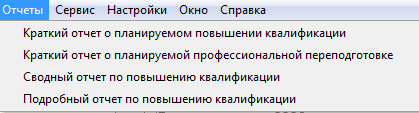 Отчеты Сервис Настройки Окно Справка
Краткий отчет о планируемом повышении квалификации
Краткий отчет о планируемой профессиональной переподготовке
Сводный отчет по повышению квалификации
Подробный отчет по повышению квалификации